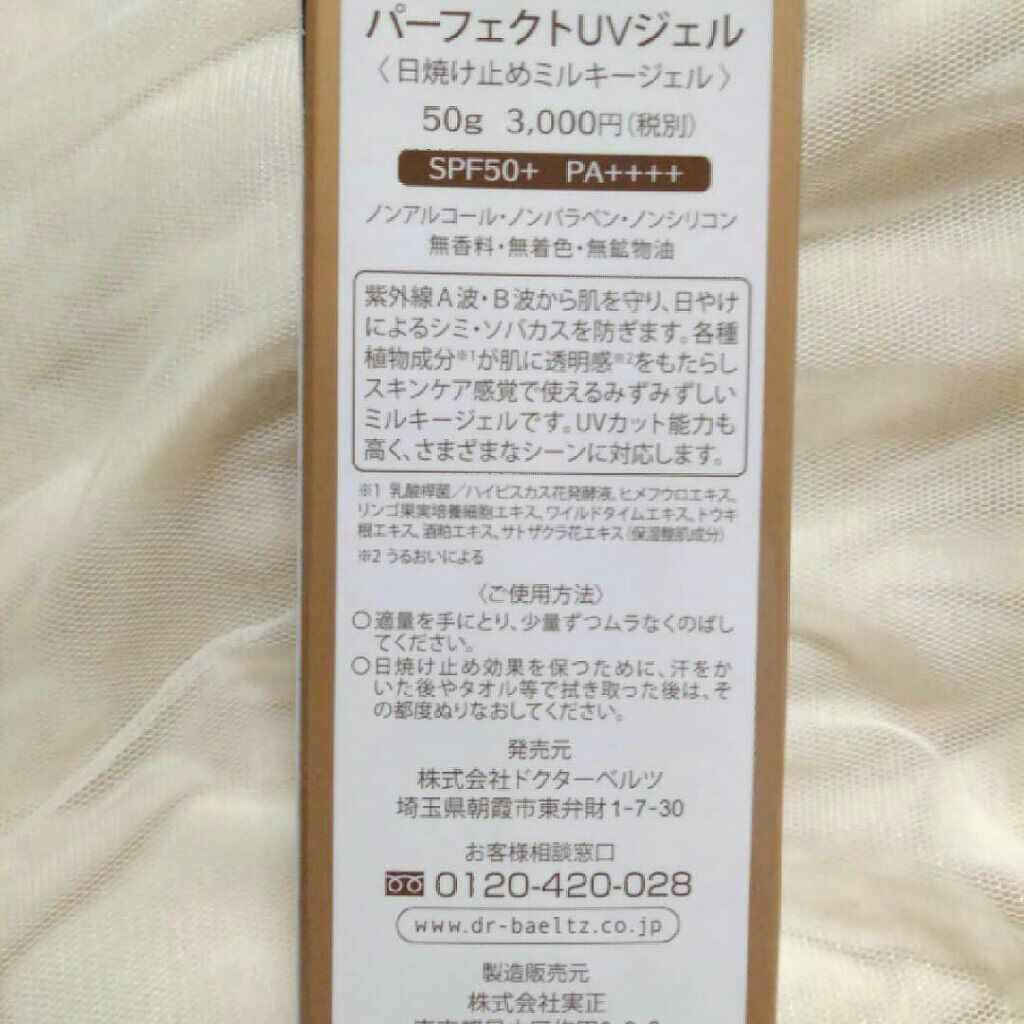 パーフェクトUVジェル
〈日焼け止めミルキージェル〉
50g 3,000円(税別)
SPF50+ PA++++
ノンアルコール・ノンパラベン・ノンシリコン
無香料・無着色・無鉱物油
紫外線A波・B波から肌を守り、日やけ
によるシミ・ソバカスを防ぎます。各種
植物成分※1が肌に透明感※2をもたらし
スキンケア感覚で使えるみずみずしい
ミルキージェルです。UVカット能力も
高く、さまざまなシーンに対応します。
※1 乳酸桿菌／ハイビスカス花発酵液、ヒメフウロエキス、
リンゴ果実培養細胞エキス、ワイルドタイムエキス、トウキ
根エキス、酒粕エキス、サトザクラ花エキス(保湿整肌成分)
※2 うるおいによる
〈ご使用方法〉
○適量を手にとり、少量ずつムラなくのばし
てください。
○日焼け止め効果を保つために、汗をか
いた後やタオル等で拭き取った後は、そ
の都度ぬりなおしてください。
発売元
株式会社ドクターベルツ
埼玉県朝霞市東弁財1-7-30
お客様相談窓口
0120-420-028
www.dr-baeltz.co.jp
製造販売元
株式会社実正